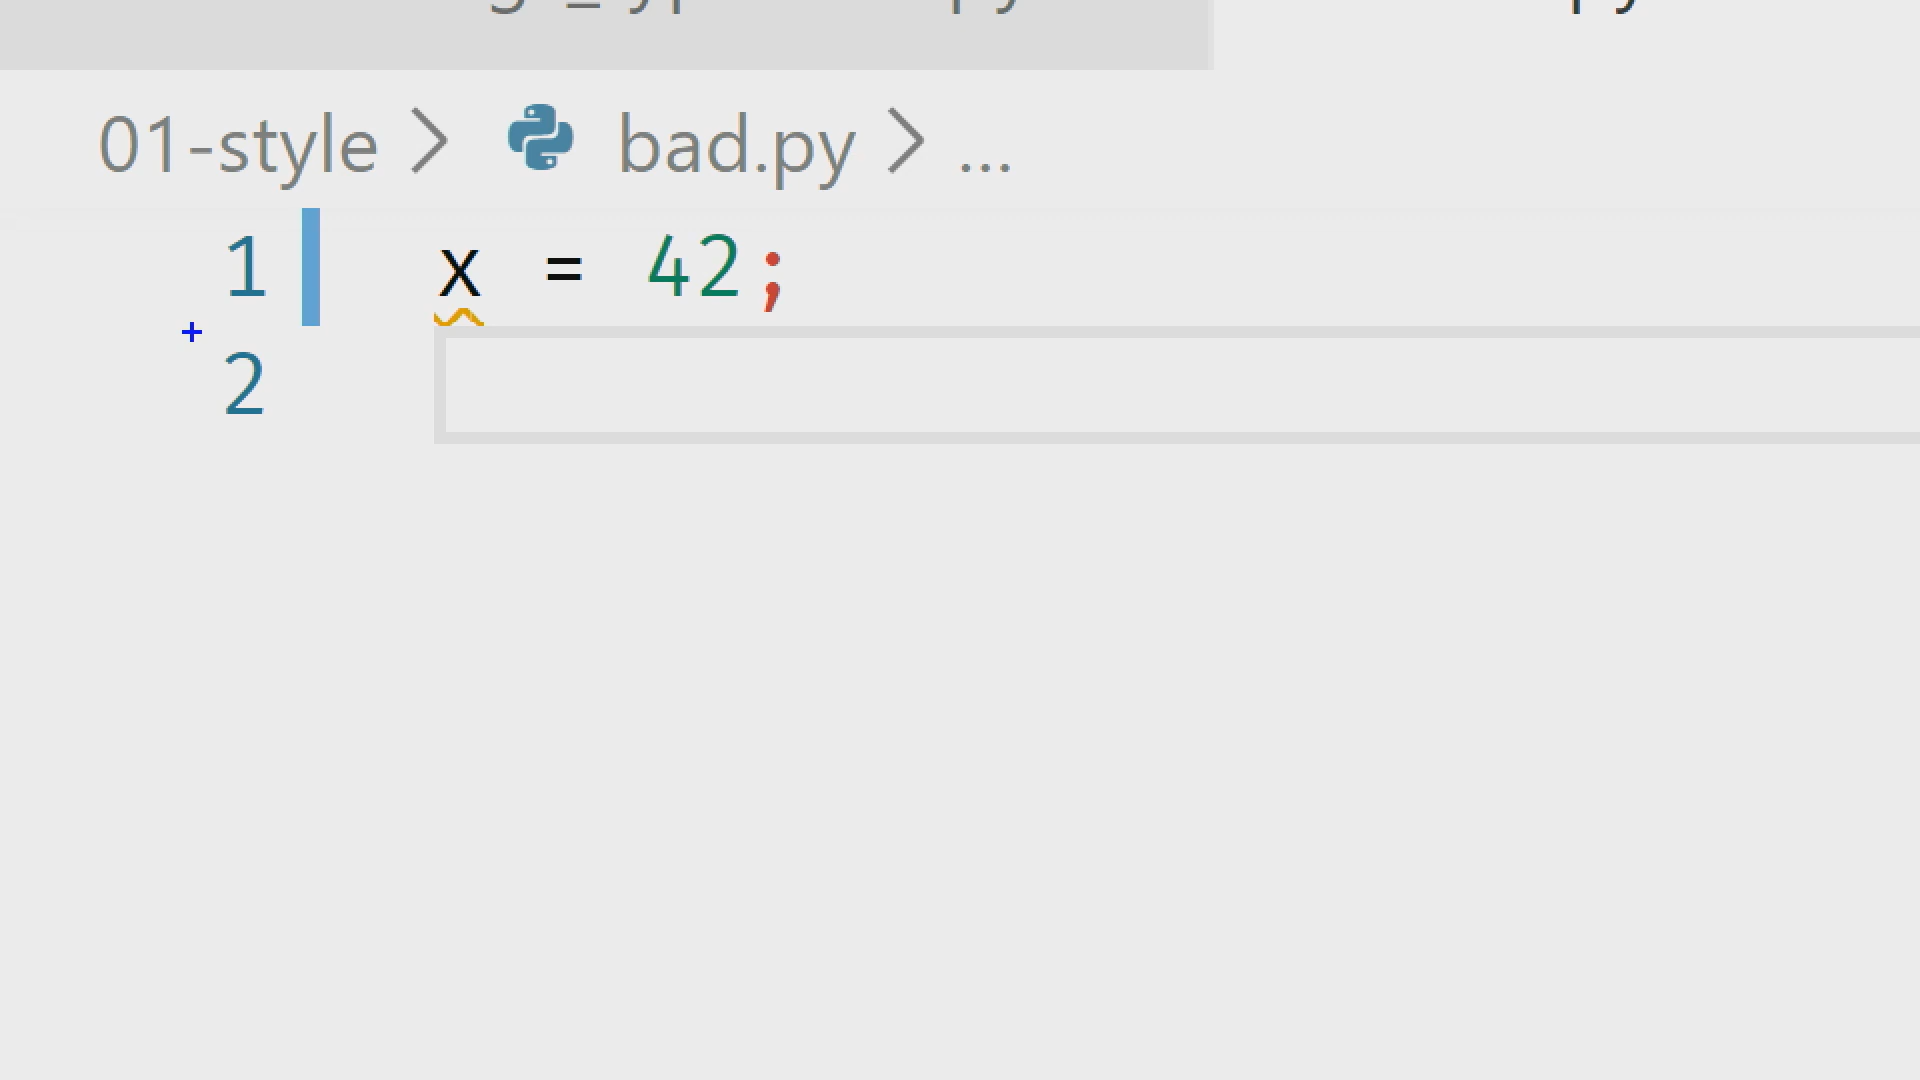 01-style > bad.py > ...
1 x = 42;
2